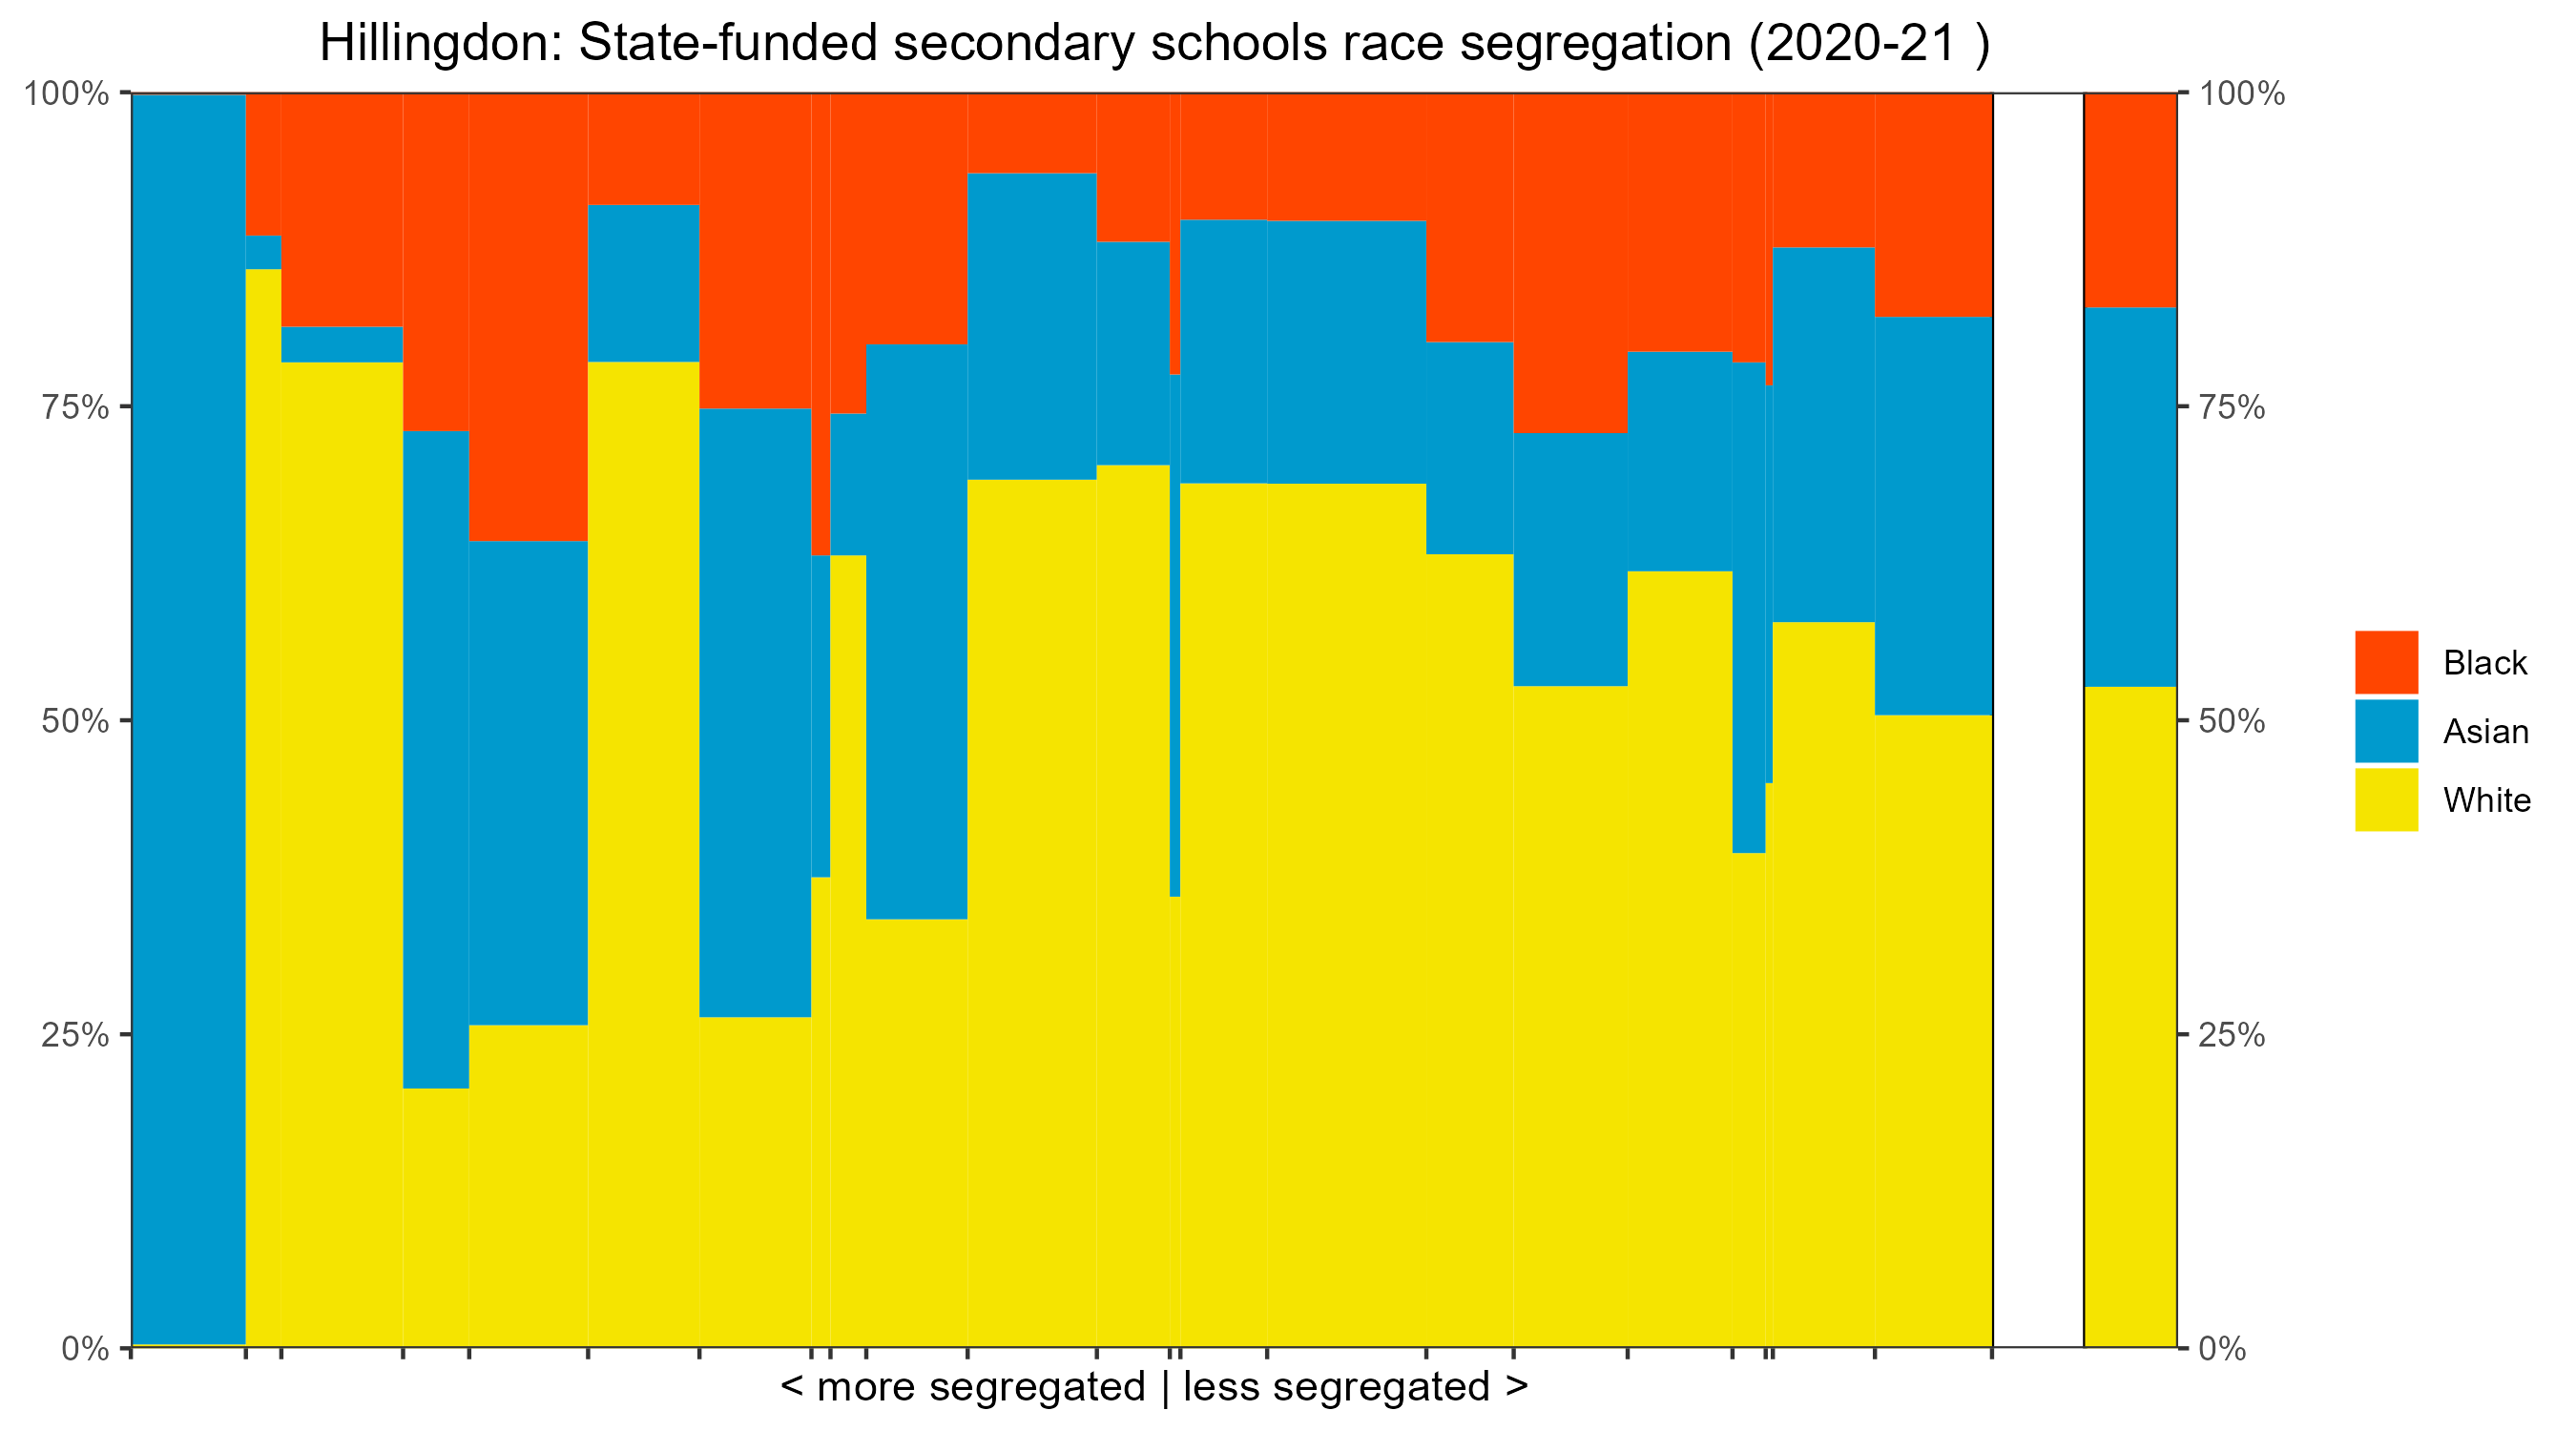 Hillingdon: State-funded secondary schools race segregation (2020-21 )
100%
75%
50%
25%
0%
100%
75%
50%
25%
0%
Black
Asian
White
< more segregated | less segregated >